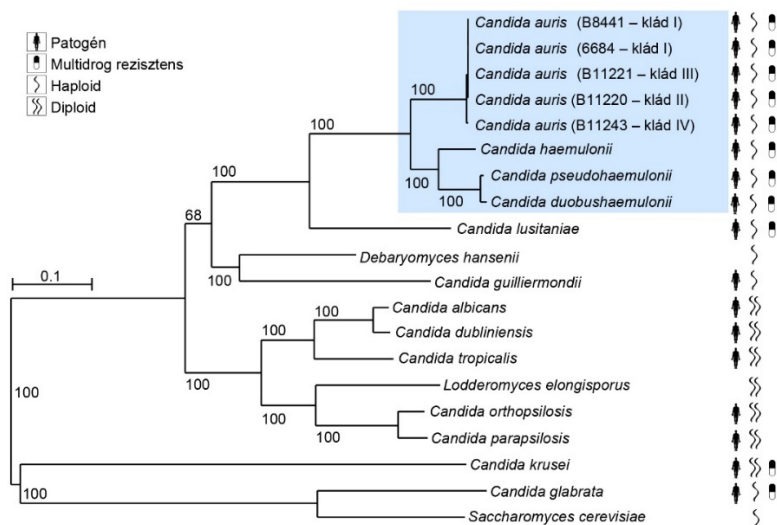 Patogén
Multidrog rezisztens
Haploid
Diploid
Candida auris (B8441 – klád I)
Candida auris (6684 – klád I)
Candida auris (B11221 – klád III)
Candida auris (B11220 – klád II)
Candida auris (B11243 – klád IV)
Candida haemulonii
Candida pseudohaemulonii
Candida duobushaemulonii
Candida lusitaniae
Debaryomyces hansenii
Candida guilliermondii
Candida albicans
Candida dubliniensis
Candida tropicalis
Lodderomyces elongisporus
Candida orthopsilosis
Candida parapsilosis
Candida krusei
Candida glabrata
Saccharomyces cerevisiae
100
100
100
100
100
68
100
0.1
100
100
100
100
100
100
100
100